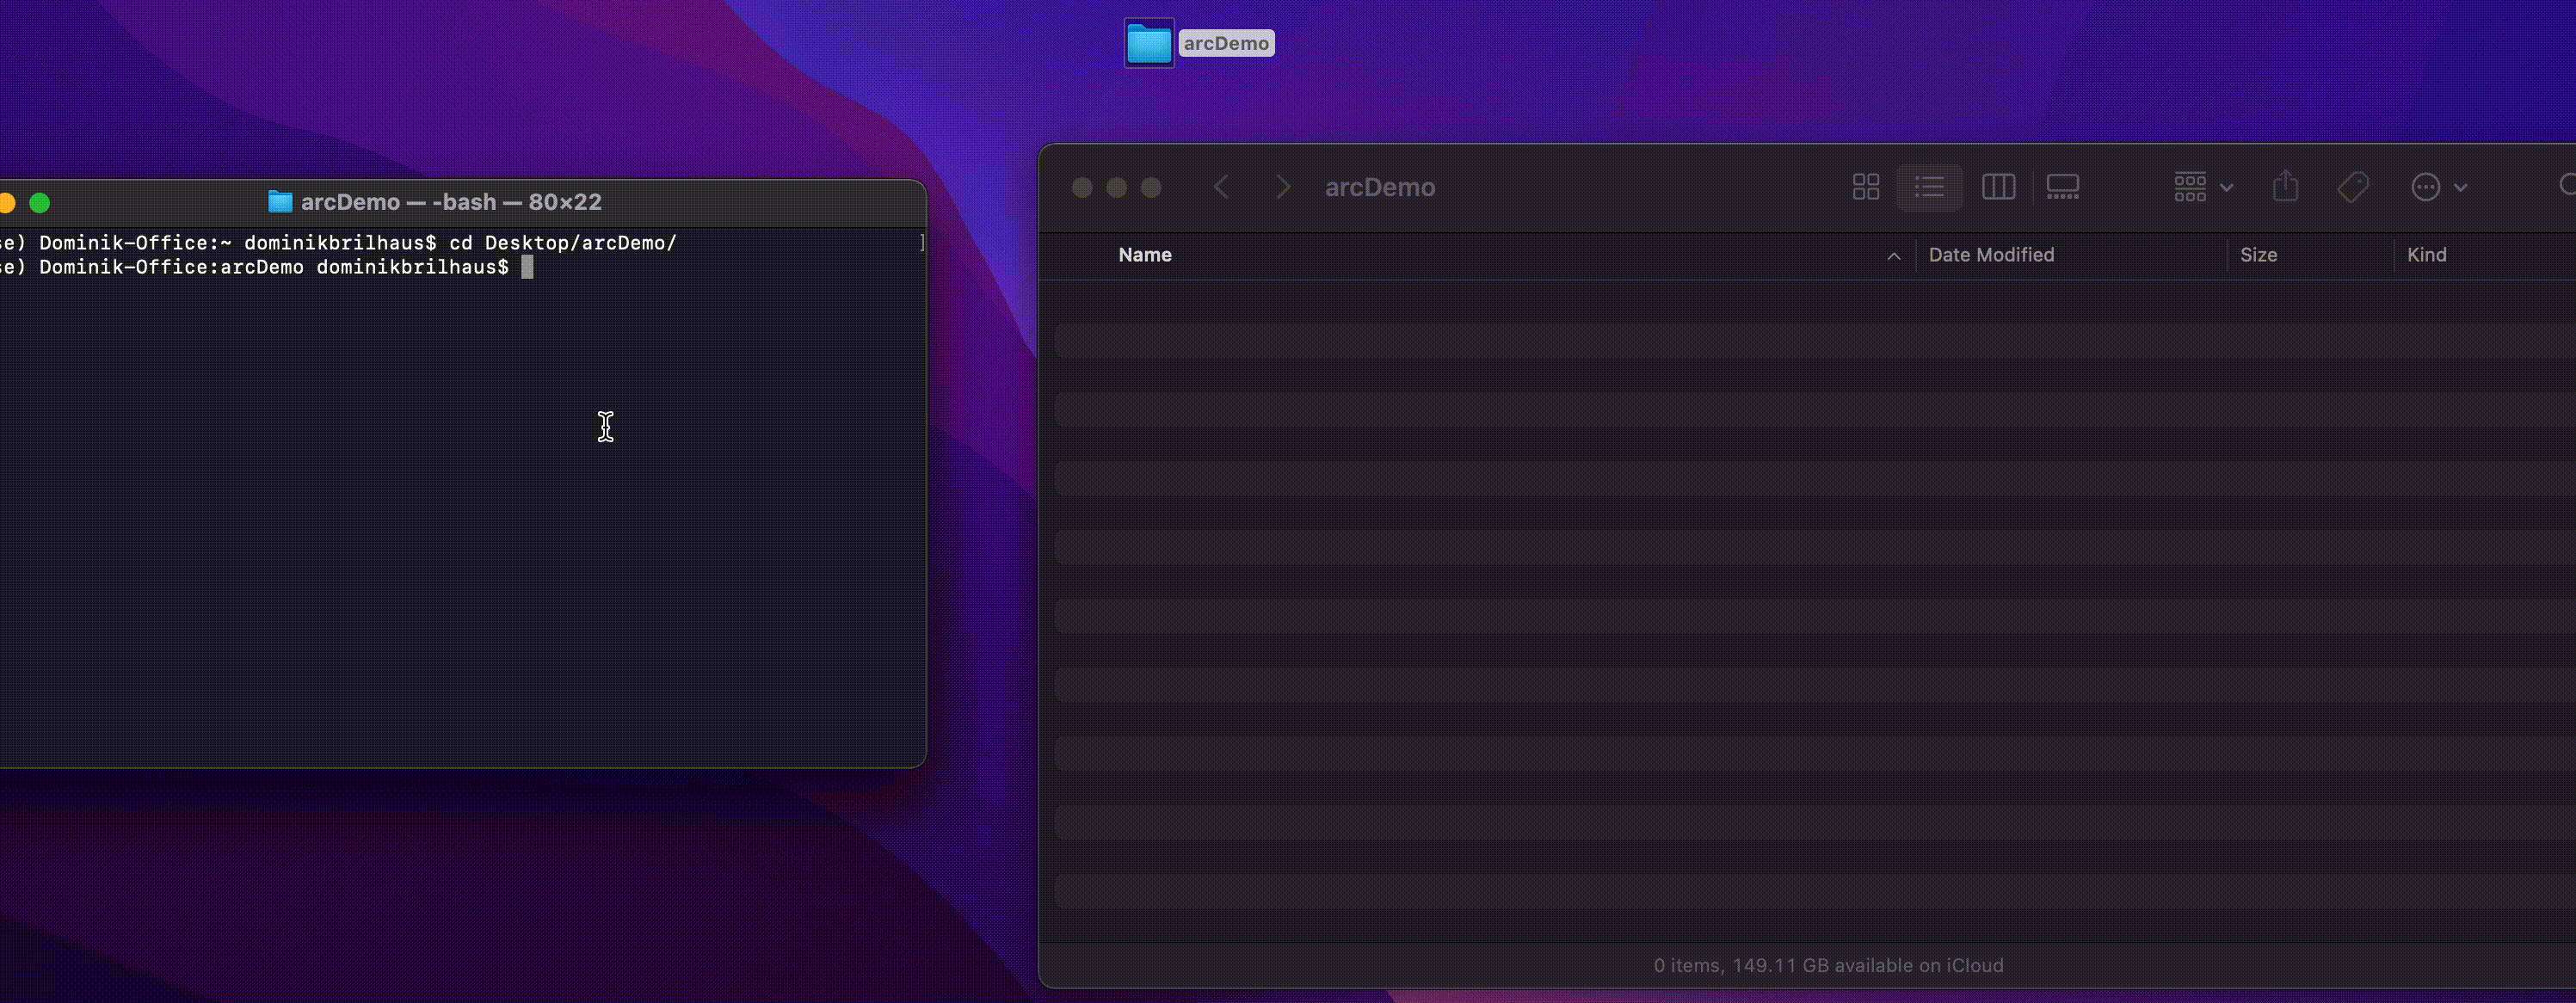 arcDemo
arcDemo — -bash — 80×22
se) Dominik-Office:~ dominikbrilhaus$ cd Desktop/arcDemo/ ]
se) Dominik-Office:arcDemo dominikbrilhaus$
arcDemo
Name Date Modified Size Kind
0 items, 149.11 GB available on iCloud